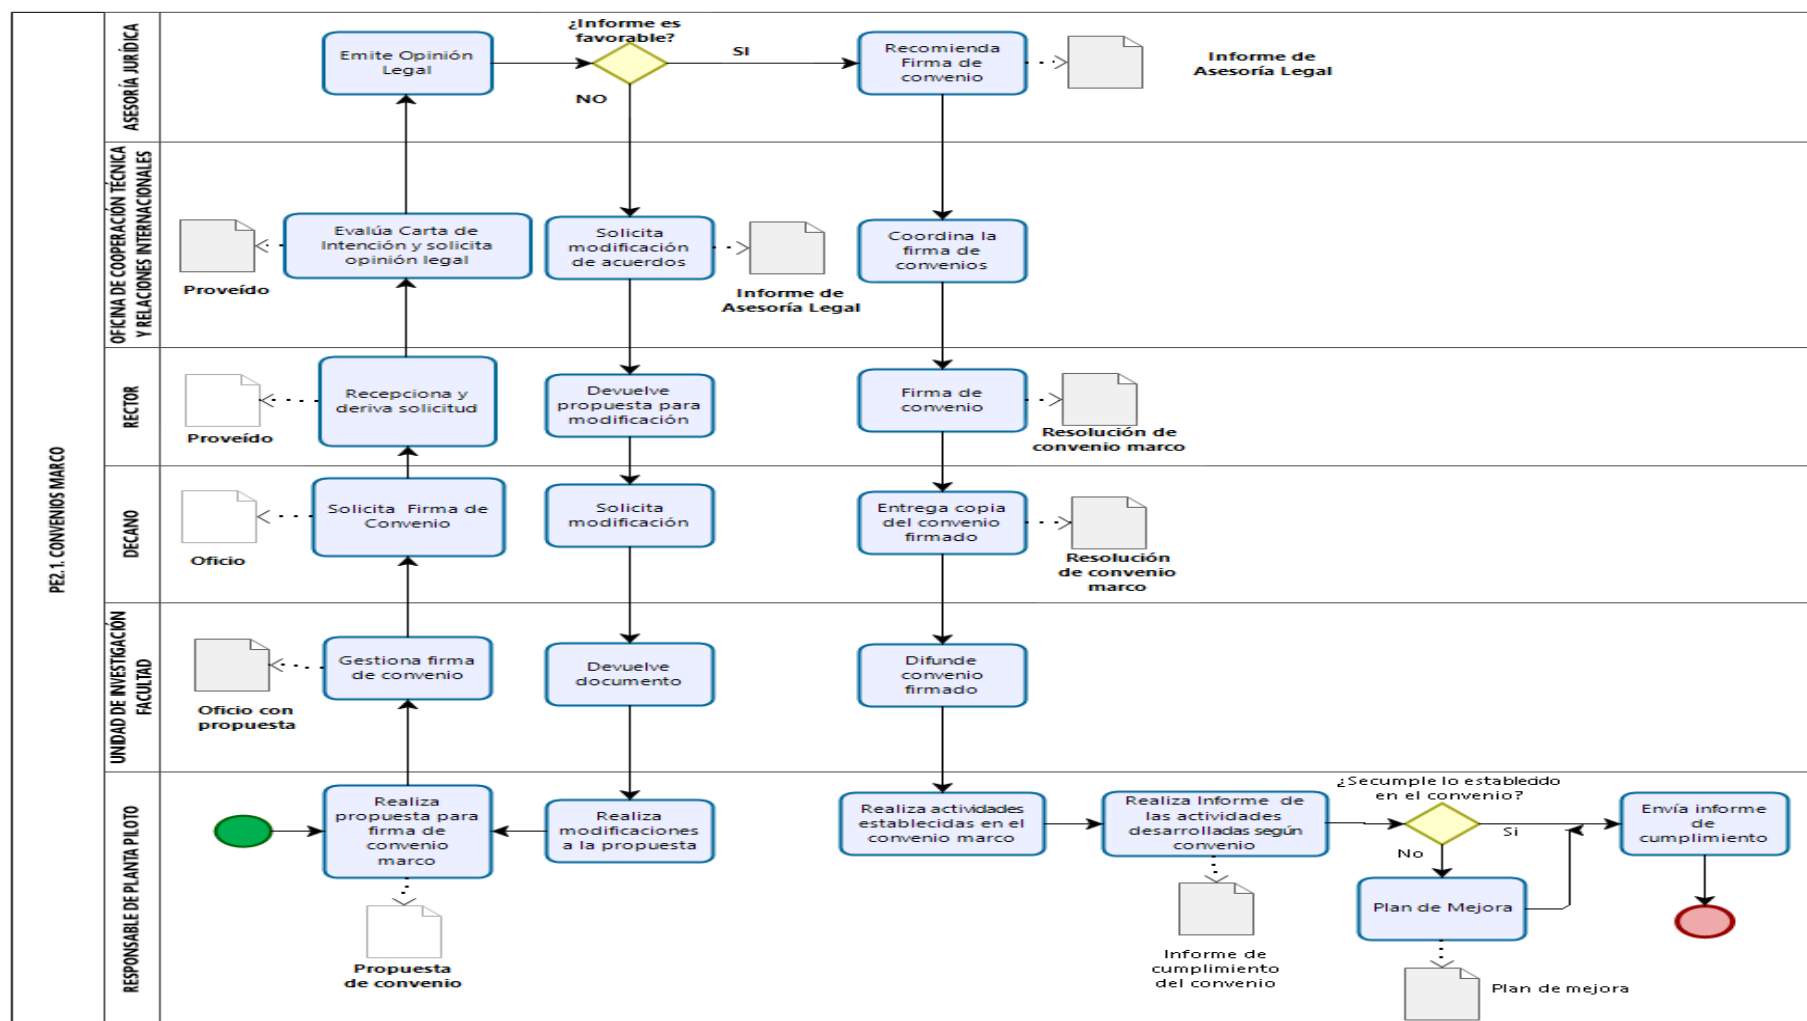 PE2.1. CONVENIOS MARCO
ASESORÍA JURÍDICA
Emite Opinión
Legal
¿Informe es
favorable?
SI
NO
Recomienda
Firma de
convenio
Informe de
Asesoría Legal
OFICINA DE COOPERACIÓN TÉCNICA
Y RELACIONES INTERNACIONALES
Proveído
Evalúa Carta de
Intención y solicita
opinión legal
Solicita
modificación
de acuerdos
Informe de
Asesoría Legal
Coordina la
firma de
convenios
RECTOR
Proveído
Recepciona y
deriva solicitud
Devuelve
propuesta para
modificación
Firma de
convenio
Resolución de
convenio marco
DECANO
Oficio
Solicita Firma de
Convenio
Solicita
modificación
Entrega copia
del convenio
firmado
Resolución
de convenio
marco
UNIDAD DE INVESTIGACIÓN
FACULTAD
Oficio con
propuesta
Gestiona firma
de convenio
Devuelve
documento
Difunde
convenio
firmado
RESPONSABLE DE PLANTA PILOTO
Realiza
propuesta para
firma de
convenio
marco
Propuesta
de convenio
Realiza
modificaciones
a la propuesta
Realiza actividades
establecidas en el
convenio marco
Realiza Informe de
las actividades
desarrolladas según
convenio
Informe de
cumplimiento
del convenio
¿Secumple lo establecido
en el convenio?
Si
No
Plan de Mejora
Plan de mejora
Envía informe
de
cumplimiento